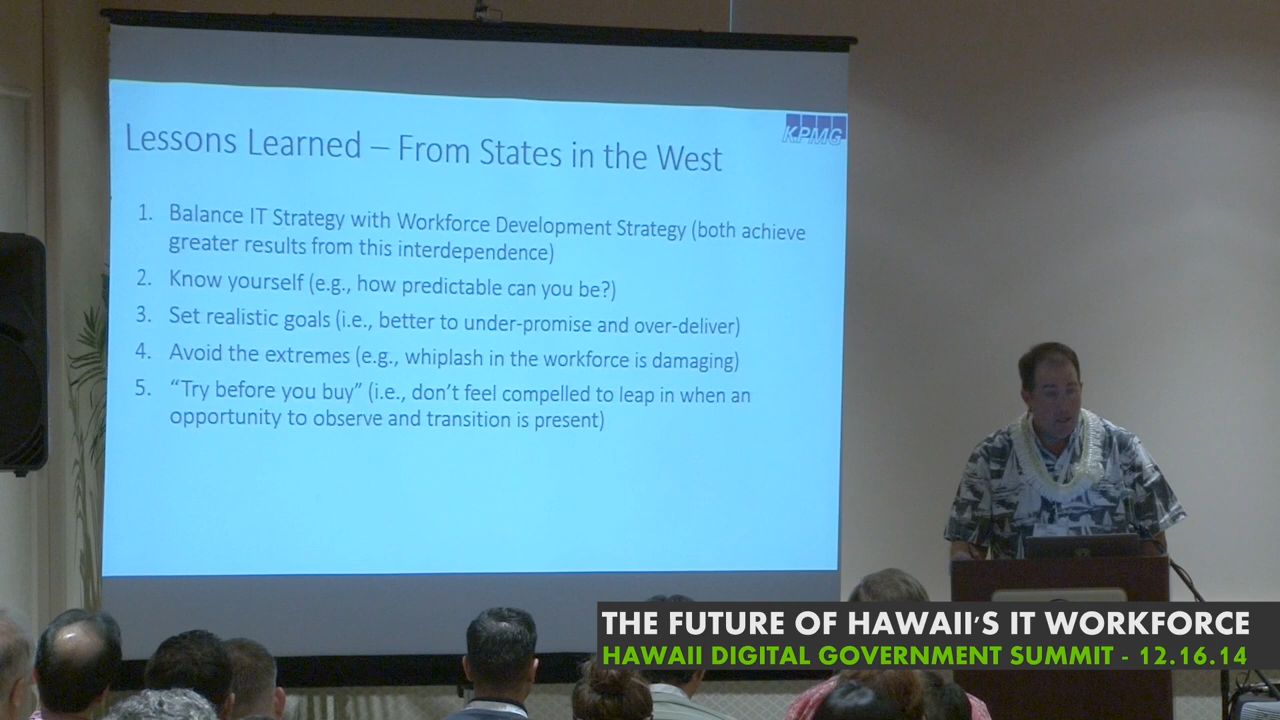 KPMG
Lessons Learned – From States in the West
1. Balance IT Strategy with Workforce Development Strategy (both achieve
greater results from this interdependence)
2. Know yourself (e.g., how predictable can you be?)
3. Set realistic goals (i.e., better to under-promise and over-deliver)
4. Avoid the extremes (e.g., whiplash in the workforce is damaging)
5. “Try before you buy” (i.e., don’t feel compelled to leap in when an
opportunity to observe and transition is present)
THE FUTURE OF HAWAII'S IT WORKFORCE
HAWAII DIGITAL GOVERNMENT SUMMIT - 12.16.14